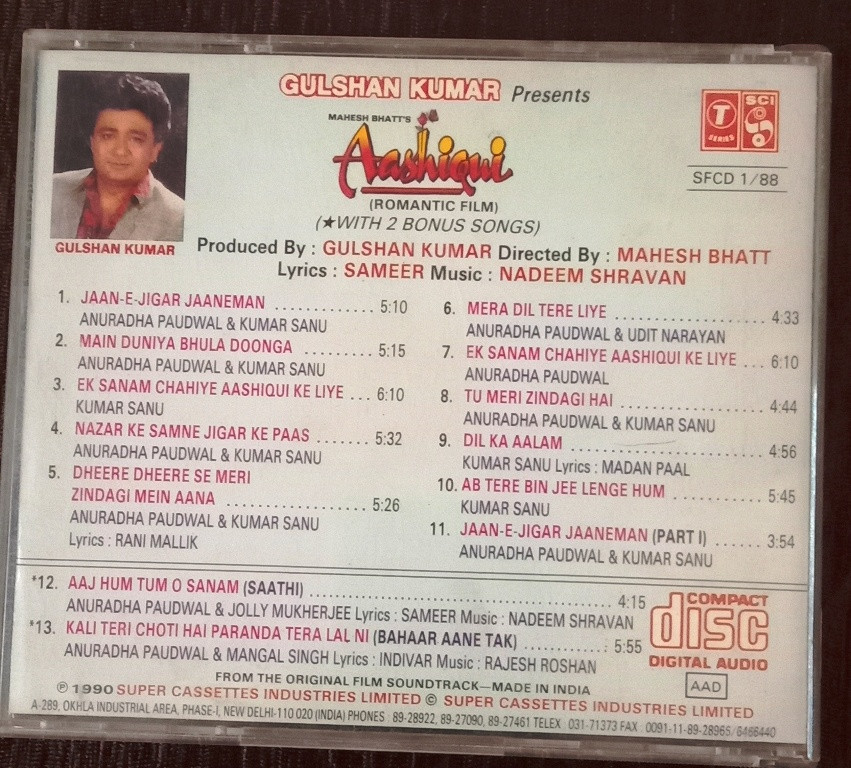 GULSHAN KUMAR Presents
MAHESH BHATT'S
Aashiqui
(ROMANTIC FILM)
(★WITH 2 BONUS SONGS)
T
SERIES
SCI
SFCD 1/88
GULSHAN KUMAR
Produced By : GULSHAN KUMAR Directed By : MAHESH BHATT
Lyrics : SAMEER Music : NADEEM SHRAVAN
1. JAAN-E-JIGAR JAANEMAN ............ 5:10
ANURADHA PAUDWAL & KUMAR SANU
2. MAIN DUNIYA BHULA DOONGA ......... 5:15
ANURADHA PAUDWAL & KUMAR SANU
3. EK SANAM CHAHIYE AASHIQUI KE LIYE ... 6:10
KUMAR SANU
4. NAZAR KE SAMNE JIGAR KE PAAS ....... 5:32
ANURADHA PAUDWAL & KUMAR SANU
5. DHEERE DHEERE SE MERI
ZINDAGI MEIN AANA .................... 5:26
ANURADHA PAUDWAL & KUMAR SANU
Lyrics : RANI MALLIK
6. MERA DIL TERE LIYE ..................... 4:33
ANURADHA PAUDWAL & UDIT NARAYAN
7. EK SANAM CHAHIYE AASHIQUI KE LIYE ... 6:10
ANURADHA PAUDWAL
8. TU MERI ZINDAGI HAI .................... 4:44
ANURADHA PAUDWAL & KUMAR SANU
9. DIL KA AALAM ........................... 4:56
KUMAR SANU Lyrics : MADAN PAAL
10. AB TERE BIN JEE LENGE HUM ............ 5:45
KUMAR SANU
11. JAAN-E-JIGAR JAANEMAN (PART I) ...... 3:54
ANURADHA PAUDWAL & KUMAR SANU
*12. AAJ HUM TUM O SANAM (SAATHI) ........................................ 4:15
ANURADHA PAUDWAL & JOLLY MUKHERJEE Lyrics : SAMEER Music : NADEEM SHRAVAN
*13. KALI TERI CHOTI HAI PARANDA TERA LAL NI (BAHAAR AANE TAK) ............ 5:55
ANURADHA PAUDWAL & MANGAL SINGH Lyrics : INDIVAR Music : RAJESH ROSHAN
COMPACT
disc
DIGITAL AUDIO
AAD
FROM THE ORIGINAL FILM SOUNDTRACK—MADE IN INDIA
℗ 1990 SUPER CASSETTES INDUSTRIES LIMITED © SUPER CASSETTES INDUSTRIES LIMITED
A-289, OKHLA INDUSTRIAL AREA, PHASE-I, NEW DELHI-110 020 (INDIA) PHONES : 89-28922, 89-27090, 89-27461 TELEX : 031-71373 FAX : 0091-11-89-28965/6466440